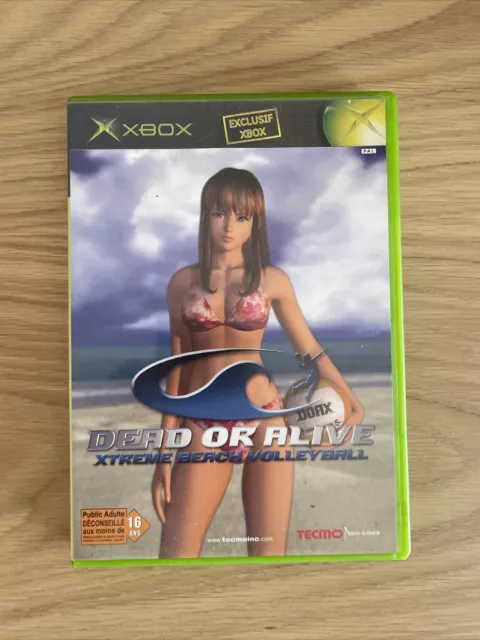 XBOX
EXCLUSIF
XBOX
PAL
DOAX
DEAD OR ALIVE
XTREME BEACH VOLLEYBALL
Public Adulte
DÉCONSEILLÉ
aux moins de
16
ANS
www.tecmoinc.com
TECMO